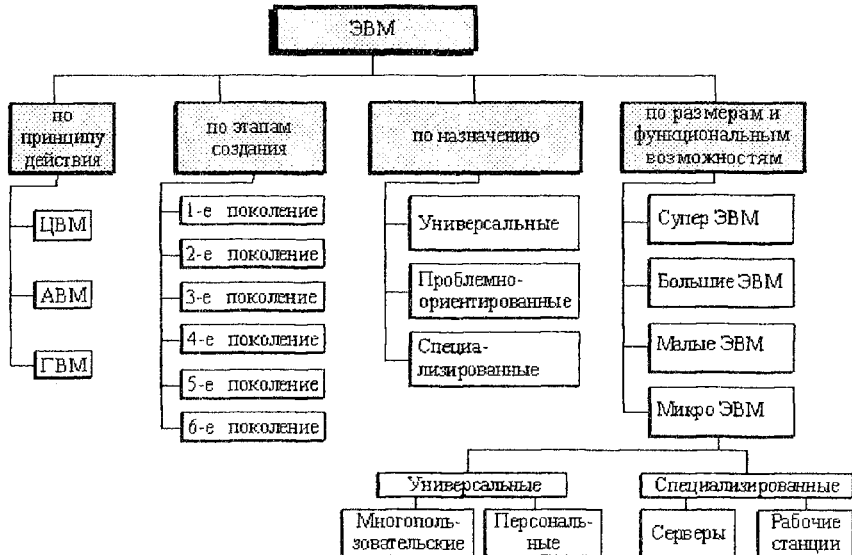 ЭВМ
по
принципу
действия
ЦВМ
АВМ
ГВМ
по этапам
создания
1-е поколение
2-е поколение
3-е поколение
4-е поколение
5-е поколение
6-е поколение
по назначению
Универсальные
Проблемно-
ориентированные
Специа-
лизированные
по размерам и
функциональным
возможностям
Супер ЭВМ
Большие ЭВМ
Малые ЭВМ
Микро ЭВМ
Универсальные
Многополь-
зовательские
Персональ-
ные
Специализированные
Серверы
Рабочие
станции